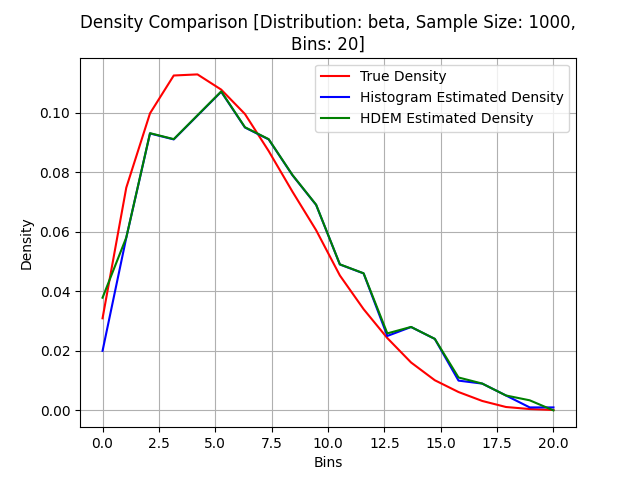 Density Comparison [Distribution: beta, Sample Size: 1000,
Bins: 20]
True Density
Histogram Estimated Density
HDEM Estimated Density
Density
0.10
0.08
0.06
0.04
0.02
0.00
0.0 2.5 5.0 7.5 10.0 12.5 15.0 17.5 20.0
Bins